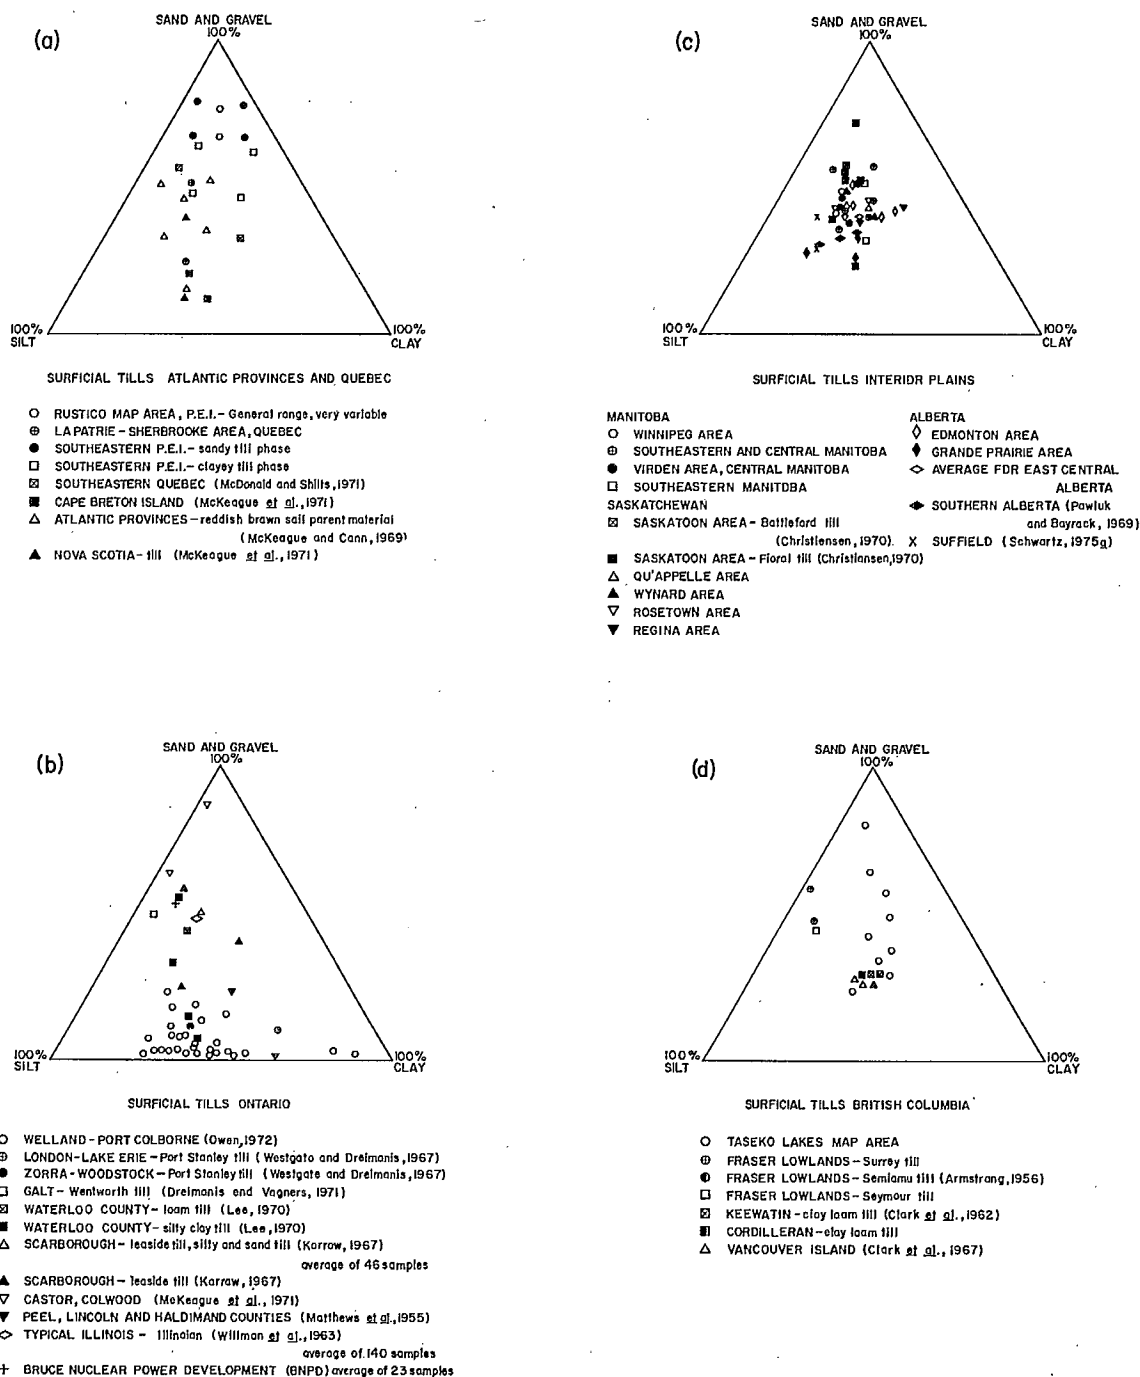 (a)
SAND AND GRAVEL
100%
100%
SILT
100%
CLAY
SURFICIAL TILLS ATLANTIC PROVINCES AND QUEBEC
RUSTICO MAP AREA, P.E.I.- General range, very variable
LA PATRIE - SHERBROOKE AREA, QUEBEC
SOUTHEASTERN P.E.I.- sandy till phase
SOUTHEASTERN P.E.I.- clayey till phase
SOUTHEASTERN QUEBEC (McDonald and Shilts, 1971)
CAPE BRETON ISLAND (McKeague et al., 1971)
ATLANTIC PROVINCES - reddish brown soil parent material
(McKeague and Cann, 1969)
NOVA SCOTIA - till (McKeague et al., 1971)
(c)
SAND AND GRAVEL
100%
100%
SILT
100%
CLAY
SURFICIAL TILLS INTERIOR PLAINS
MANITOBA
WINNIPEG AREA
SOUTHEASTERN AND CENTRAL MANITOBA
VIRDEN AREA, CENTRAL MANITOBA
SOUTHEASTERN MANITOBA
SASKATCHEWAN
SASKATOON AREA - Battleford till
(Christiansen, 1970).
SASKATOON AREA - Floral till (Christiansen, 1970)
QU'APPELLE AREA
WYNARD AREA
ROSETOWN AREA
REGINA AREA
ALBERTA
EDMONTON AREA
GRANDE PRAIRIE AREA
AVERAGE FOR EAST CENTRAL
ALBERTA
SOUTHERN ALBERTA (Pawluk
and Bayrock, 1969)
X SUFFIELD (Schwartz, 1975a)
(b)
SAND AND GRAVEL
100%
100%
SILT
100%
CLAY
SURFICIAL TILLS ONTARIO
WELLAND - PORT COLBORNE (Owen, 1972)
LONDON - LAKE ERIE - Port Stanley till (Westgate and Dreimanis, 1967)
ZORRA - WOODSTOCK - Port Stanley till (Westgate and Dreimanis, 1967)
GALT - Wentworth till (Dreimanis and Vagners, 1971)
WATERLOO COUNTY - loam till (Lee, 1970)
WATERLOO COUNTY - silty clay till (Lee, 1970)
SCARBOROUGH - leaside till, silty and sand till (Karrow, 1967)
average of 46 samples
SCARBOROUGH - leaside till (Karrow, 1967)
CASTOR, COLWOOD (McKeague et al., 1971)
PEEL, LINCOLN AND HALDIMAND COUNTIES (Matthews et al., 1955)
TYPICAL ILLINOIS - Illinoian (Willman et al., 1963)
average of 140 samples
+ BRUCE NUCLEAR POWER DEVELOPMENT (BNPD) average of 23 samples
(d)
SAND AND GRAVEL
100%
100%
SILT
100%
CLAY
SURFICIAL TILLS BRITISH COLUMBIA
TASEKO LAKES MAP AREA
FRASER LOWLANDS - Surrey till
FRASER LOWLANDS - Semiamu till (Armstrong, 1956)
FRASER LOWLANDS - Seymour till
KEEWATIN - clay loam till (Clark et al., 1962)
CORDILLERAN - clay loam till
VANCOUVER ISLAND (Clark et al., 1967)